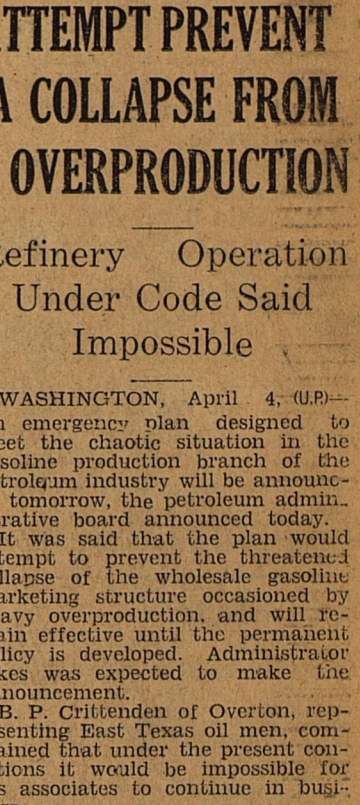 TTEMPT PREVENT
A COLLAPSE FROM
OVERPRODUCTION
efinery Operation
Under Code Said
Impossible
WASHINGTON, April 4, (U.P.)—
n emergency plan designed to
eet the chaotic situation in the
soline production branch of the
troleum industry will be announc-
tomorrow, the petroleum admin-
rative board announced today.
It was said that the plan would
tempt to prevent the threatened
llapse of the wholesale gasoline
arketing structure occasioned by
avy overproduction, and will re-
ain effective until the permanent
licy is developed. Administrator
kes was expected to make the
nouncement.
B. P. Crittenden of Overton, rep-
senting East Texas oil men, com-
ained that under the present con-
tions it would be impossible for
s associates to continue in busi-